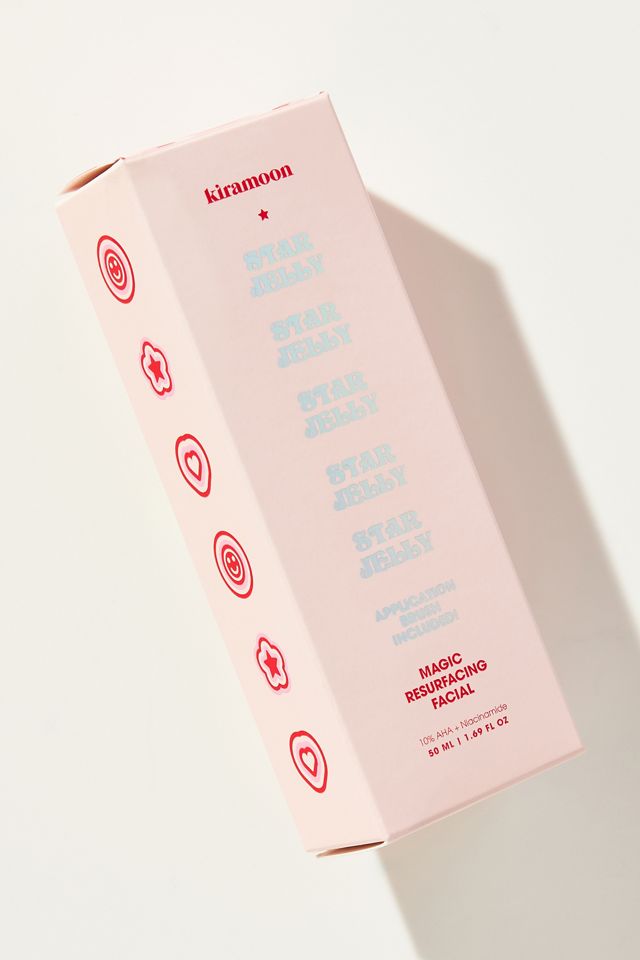 kiramoon
STAR
JELLY
STAR
JELLY
STAR
JELLY
STAR
JELLY
STAR
JELLY
APPLICATION
BRUSH
INCLUDED!
MAGIC
RESURFACING
FACIAL
10% AHA + Niacinamide
50 ML | 1.69 FL OZ